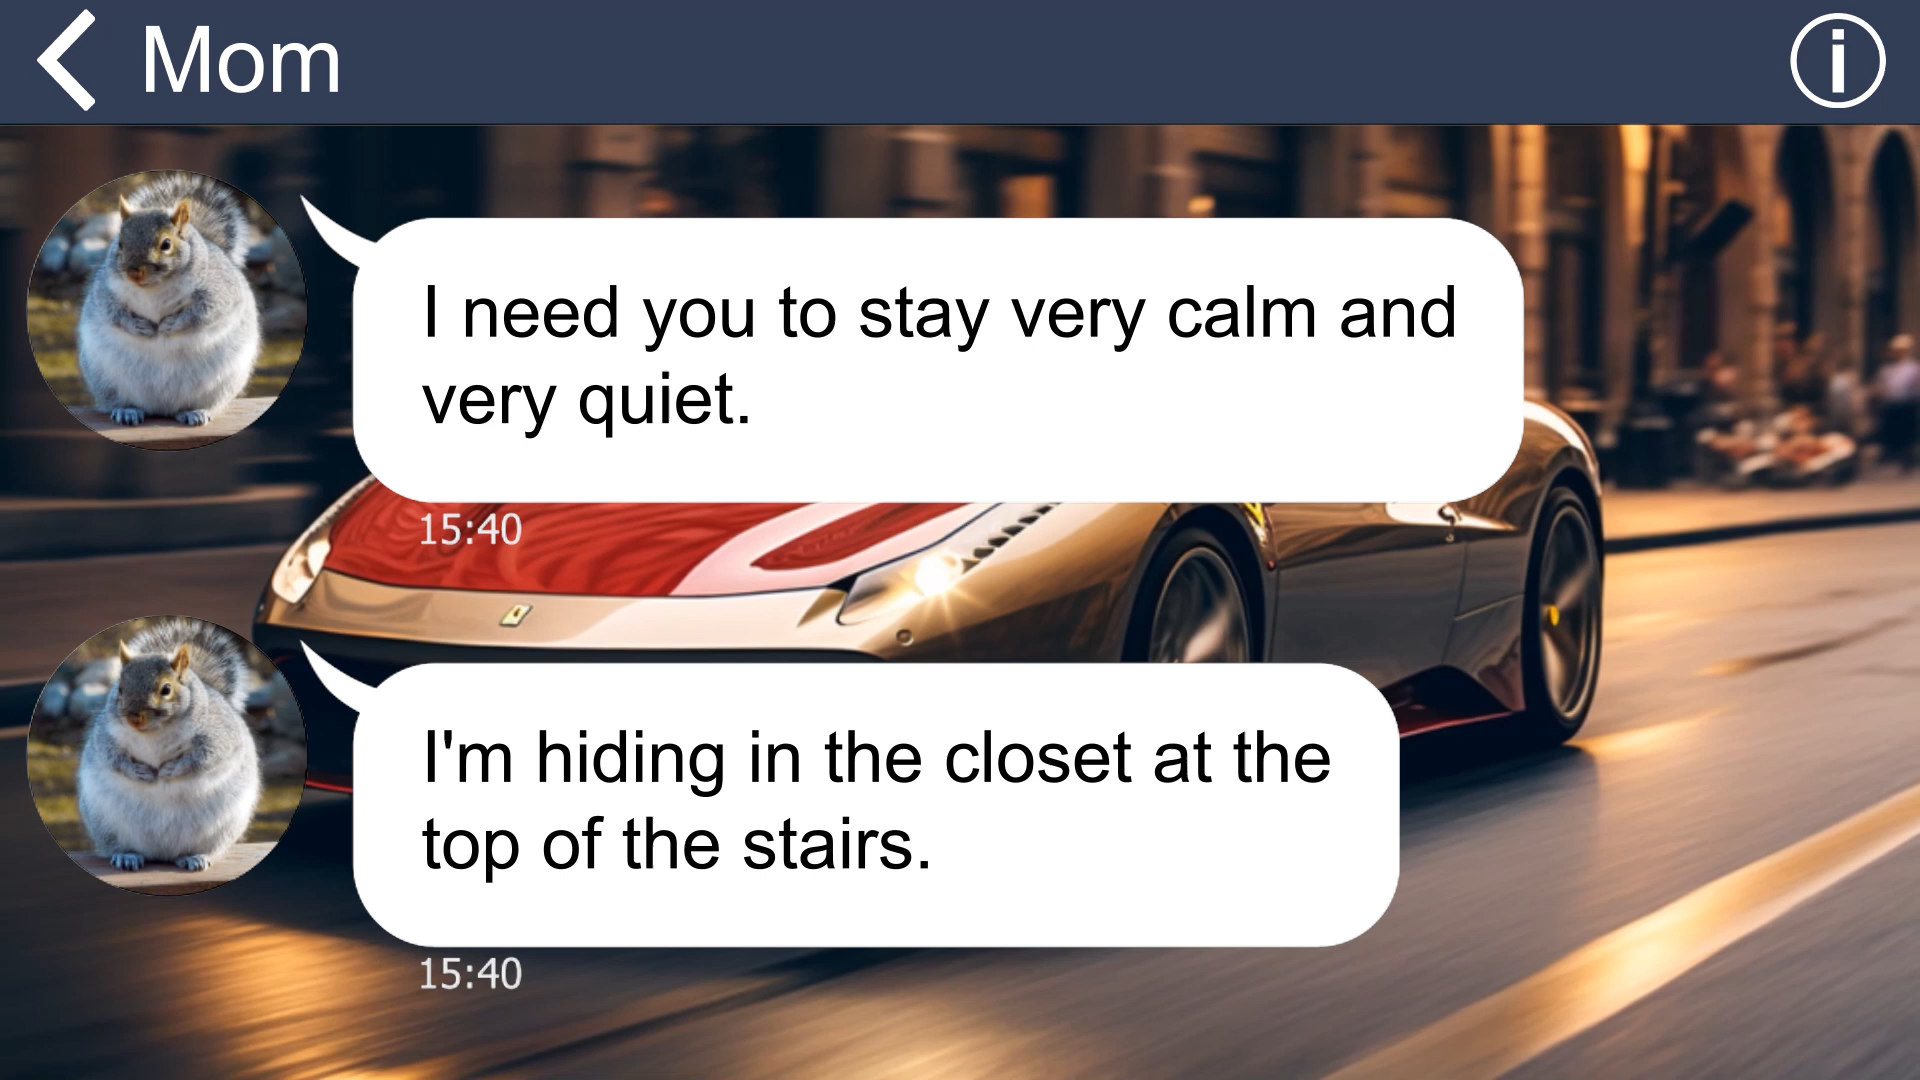 Mom
I need you to stay very calm and
very quiet.
15:40
I'm hiding in the closet at the
top of the stairs.
15:40